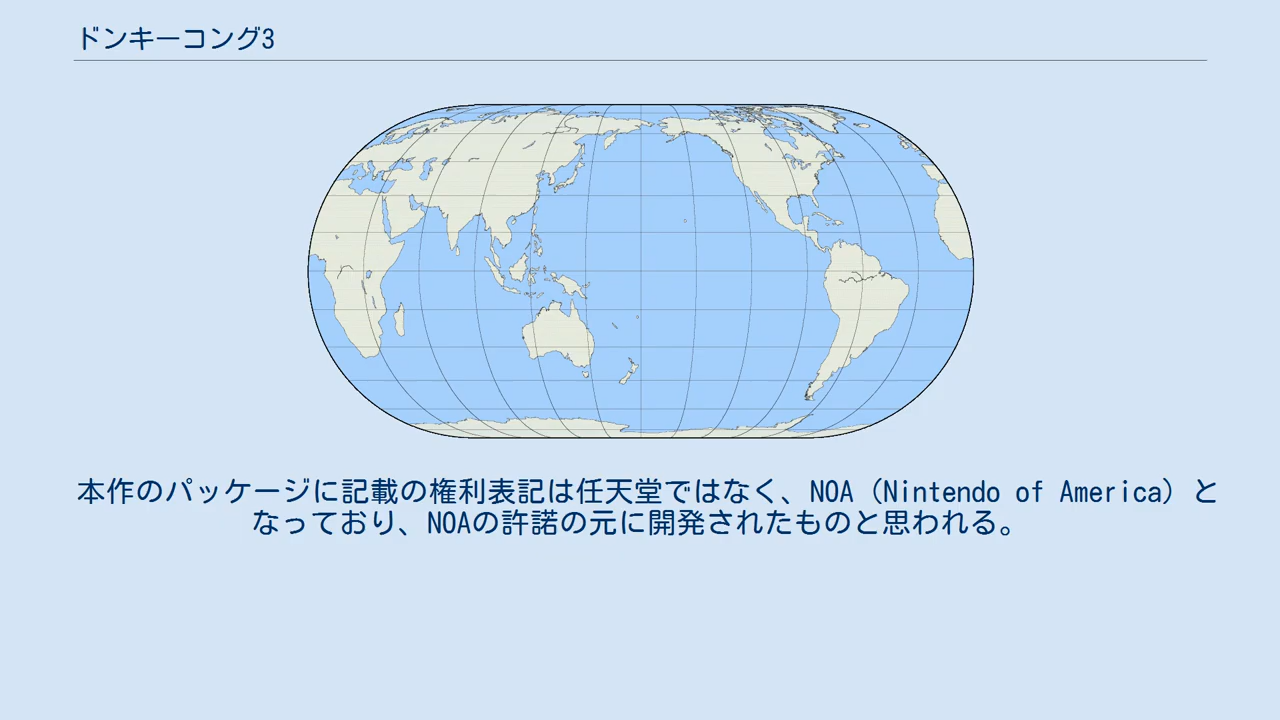 ドンキーコング3
本作のパッケージに記載の権利表記は任天堂ではなく、NOA（Nintendo of America）と
なっており、NOAの許諾の元に開発されたものと思われる。